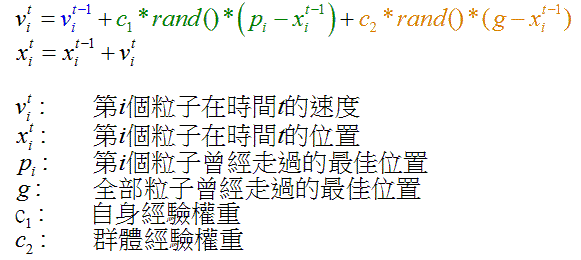 v_i^t = v_i^{t-1} + c_1 * rand() * (p_i − x_i^{t-1}) + c_2 * rand() * (g − x_i^{t-1})
x_i^t = x_i^{t-1} + v_i^t
v_i^t : 第i個粒子在時間t的速度
x_i^t : 第i個粒子在時間t的位置
p_i : 第i個粒子曾經走過的最佳位置
g : 全部粒子曾經走過的最佳位置
c_1 : 自身經驗權重
c_2 : 群體經驗權重